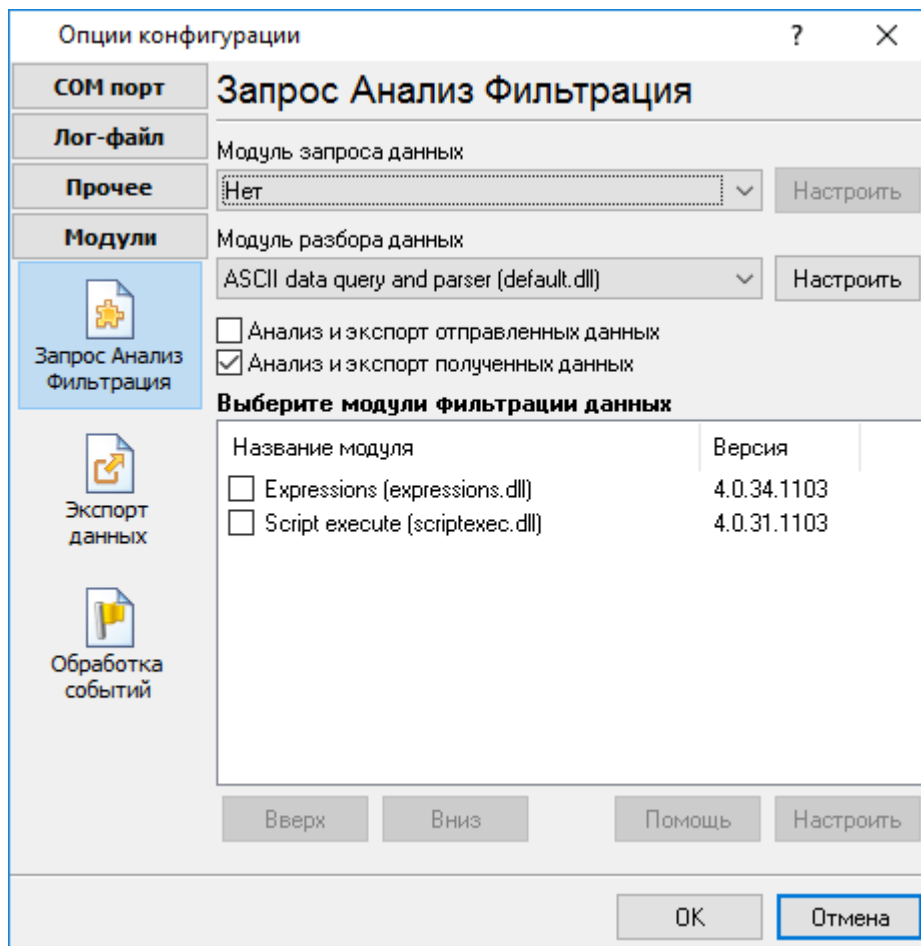 Опции конфигурации
?
COM порт
Лог-файл
Прочее
Модули
Запрос Анализ
Фильтрация
Экспорт
данных
Обработка
событий
Запрос Анализ Фильтрация
Модуль запроса данных
Нет
Настроить
Модуль разбора данных
ASCII data query and parser (default.dll)
Настроить
Анализ и экспорт отправленных данных
Анализ и экспорт полученных данных
Выберите модули фильтрации данных
Название модуля Версия
Expressions (expressions.dll) 4.0.34.1103
Script execute (scriptexec.dll) 4.0.31.1103
Вверх Вниз Помощь Настроить
OK Отмена